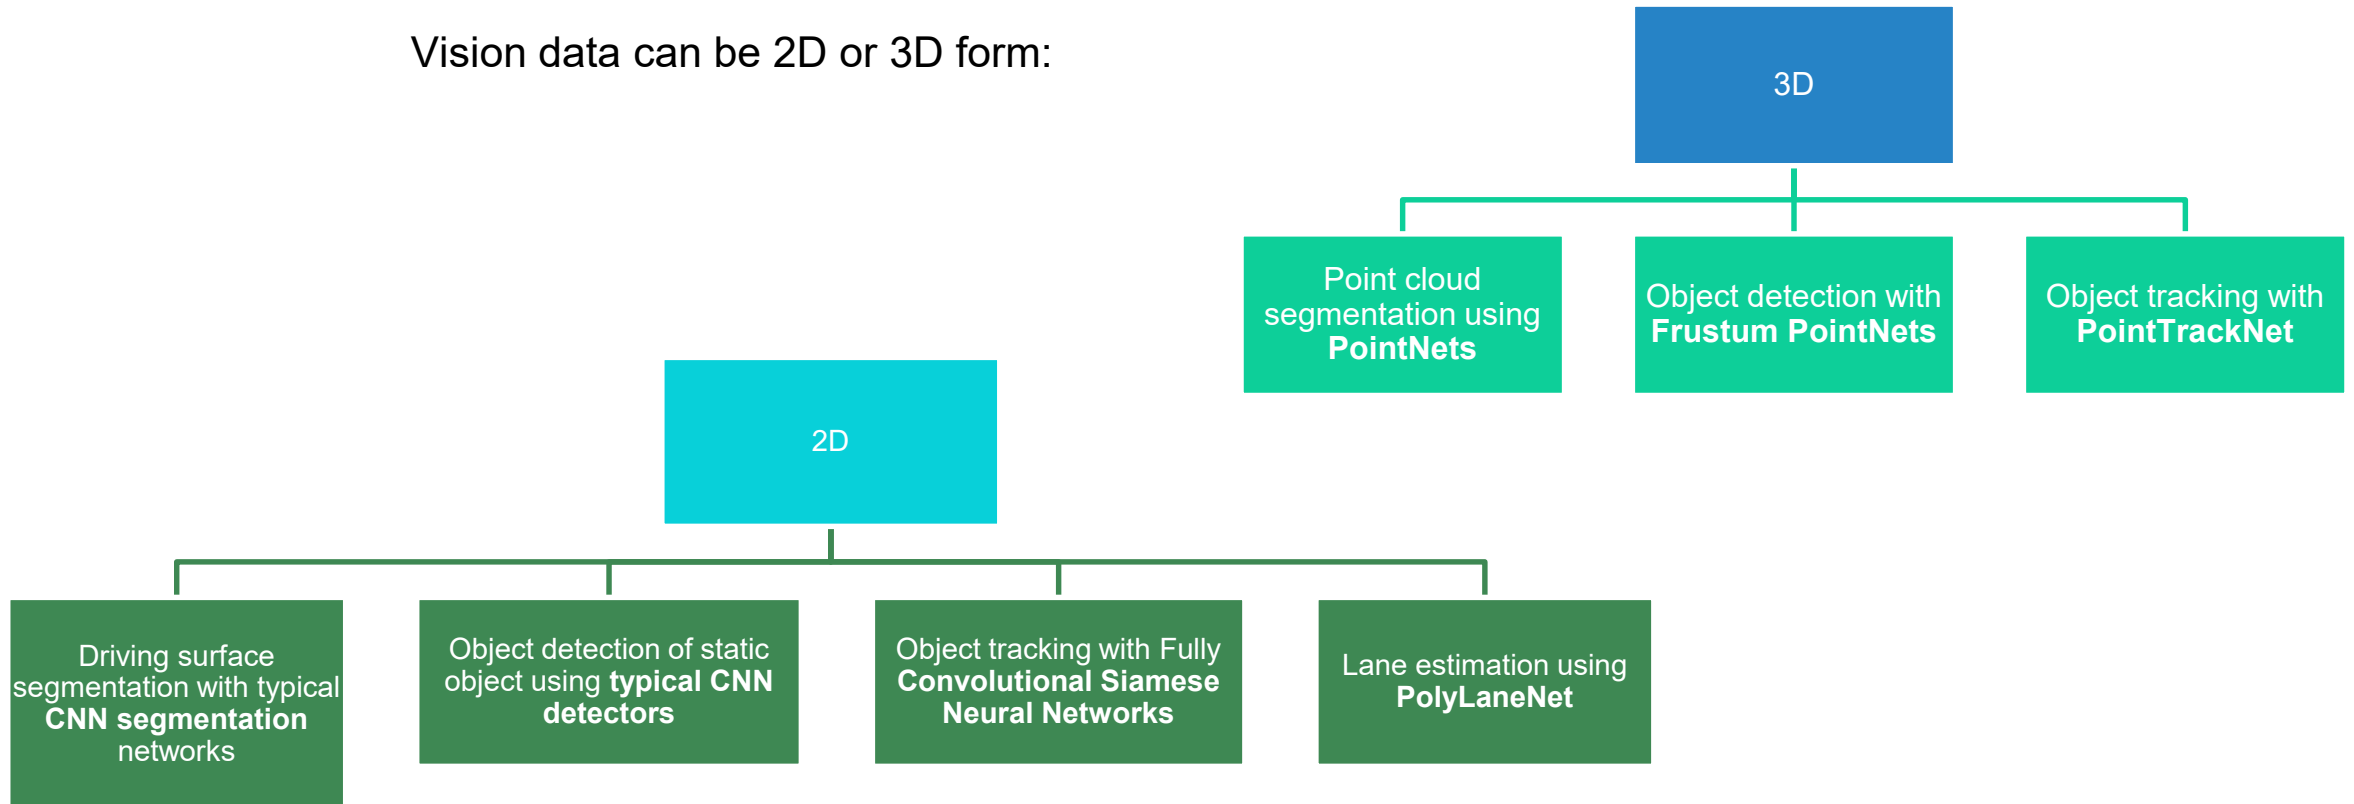 Vision data can be 2D or 3D form:
3D
Point cloud
segmentation using
PointNets
Object detection with
Frustum PointNets
Object tracking with
PointTrackNet
2D
Driving surface
segmentation with typical
CNN segmentation
networks
Object detection of static
object using typical CNN
detectors
Object tracking with Fully
Convolutional Siamese
Neural Networks
Lane estimation using
PolyLaneNet